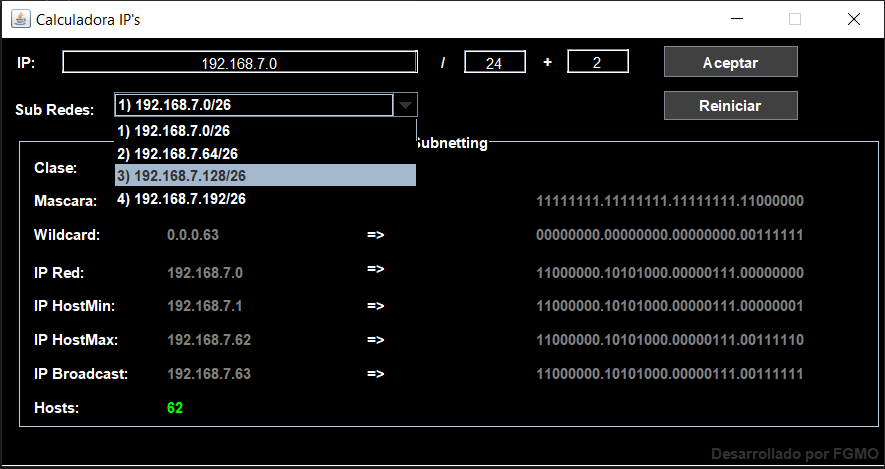 Calculadora IP's
IP: 192.168.7.0 / 24 + 2 Aceptar
Sub Redes: 1) 192.168.7.0/26 Reiniciar
1) 192.168.7.0/26
2) 192.168.7.64/26
3) 192.168.7.128/26
4) 192.168.7.192/26
Subnetting
Clase:
Mascara: 11111111.11111111.11111111.11000000
Wildcard: 0.0.0.63 => 00000000.00000000.00000000.00111111
IP Red: 192.168.7.0 => 11000000.10101000.00000111.00000000
IP HostMin: 192.168.7.1 => 11000000.10101000.00000111.00000001
IP HostMax: 192.168.7.62 => 11000000.10101000.00000111.00111110
IP Broadcast: 192.168.7.63 => 11000000.10101000.00000111.00111111
Hosts: 62
Desarrollado por FGMO